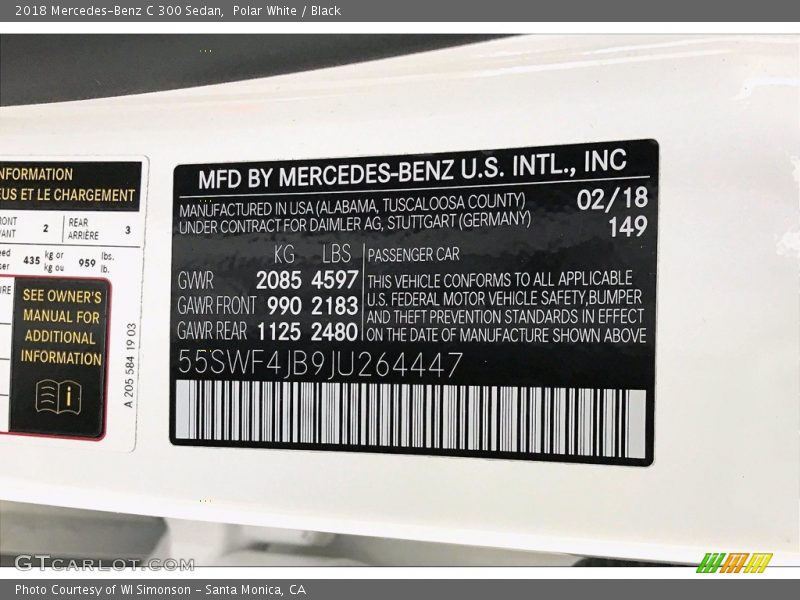 2018 Mercedes-Benz C 300 Sedan, Polar White / Black
NFORMATION
EUS ET LE CHARGEMENT
RONT
VANT
2
REAR
ARRIÈRE
3
435 kg or
kg ou
959 lbs.
lb.
SEE OWNER'S
MANUAL FOR
ADDITIONAL
INFORMATION
i
A 205 584 19 03
MFD BY MERCEDES-BENZ U.S. INTL., INC
MANUFACTURED IN USA (ALABAMA, TUSCALOOSA COUNTY)
UNDER CONTRACT FOR DAIMLER AG, STUTTGART (GERMANY)
02/18
149
KG LBS
GVWR 2085 4597
GAWR FRONT 990 2183
GAWR REAR 1125 2480
PASSENGER CAR
THIS VEHICLE CONFORMS TO ALL APPLICABLE
U.S. FEDERAL MOTOR VEHICLE SAFETY,BUMPER
AND THEFT PREVENTION STANDARDS IN EFFECT
ON THE DATE OF MANUFACTURE SHOWN ABOVE
55SWF4JB9JU264447
GTCARLOT.COM
Photo Courtesy of WI Simonson - Santa Monica, CA